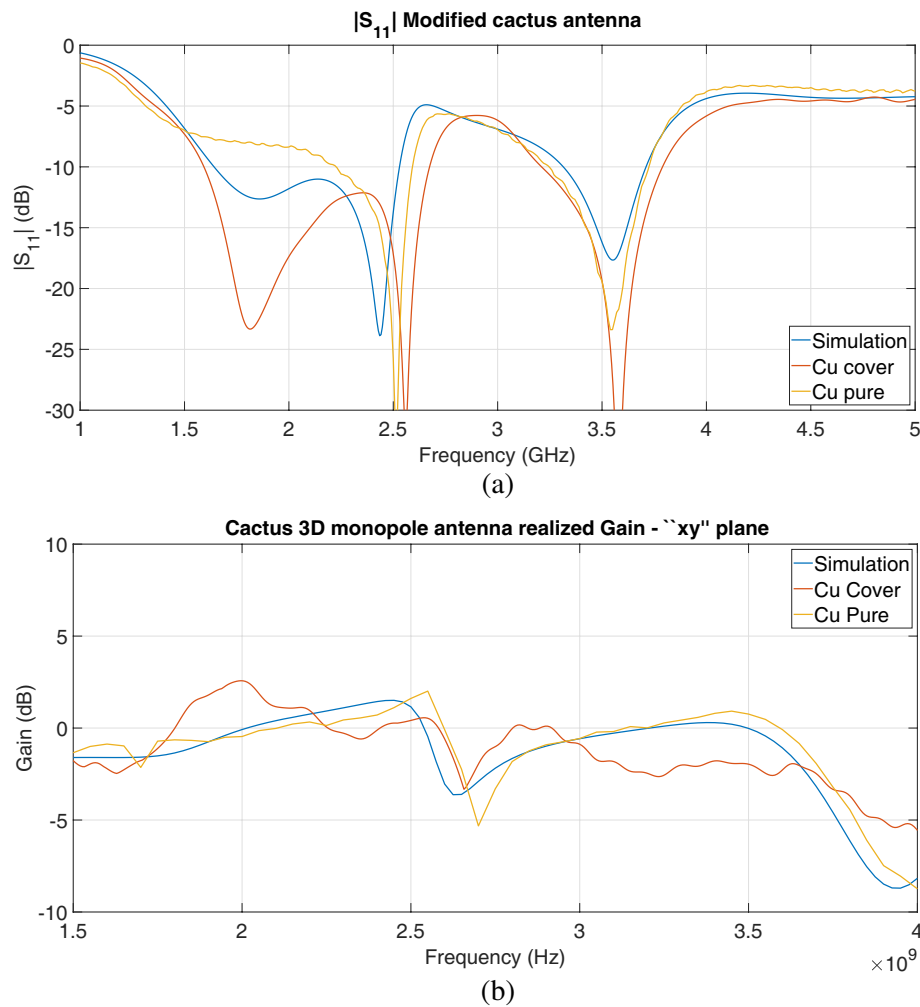 |S11| Modified cactus antenna
0
-5
-10
-15
-20
-25
-30
|S11| (dB)
Simulation
Cu cover
Cu pure
1 1.5 2 2.5 3 3.5 4 4.5 5
Frequency (GHz)
(a)
Cactus 3D monopole antenna realized Gain - ``xy'' plane
10
5
0
-5
-10
Gain (dB)
Simulation
Cu Cover
Cu Pure
1.5 2 2.5 3 3.5 4
Frequency (Hz)
×10^9
(b)